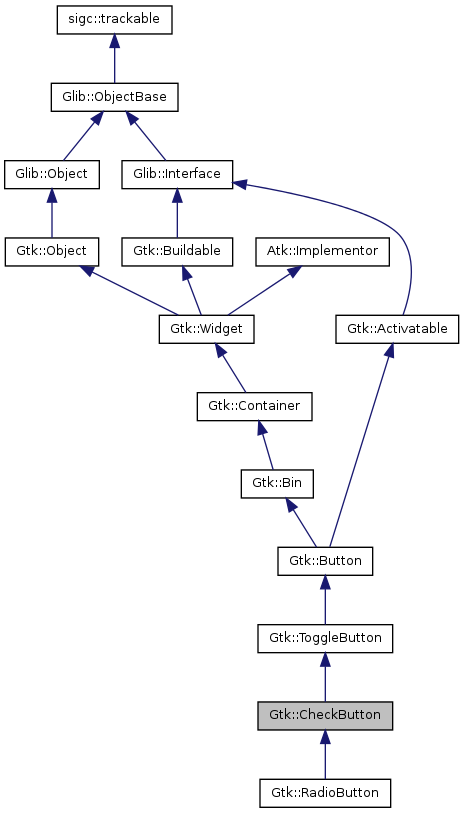 sigc::trackable
Glib::ObjectBase
Glib::Object
Glib::Interface
Gtk::Object
Gtk::Buildable
Atk::Implementor
Gtk::Widget
Gtk::Activatable
Gtk::Container
Gtk::Bin
Gtk::Button
Gtk::ToggleButton
Gtk::CheckButton
Gtk::RadioButton